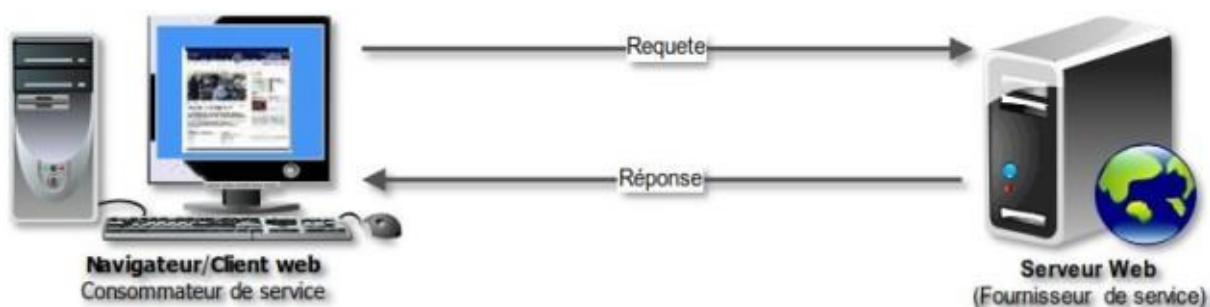 Requete
Réponse
Navigateur/Client web
Consommateur de service
Serveur Web
(Fournisseur de service)